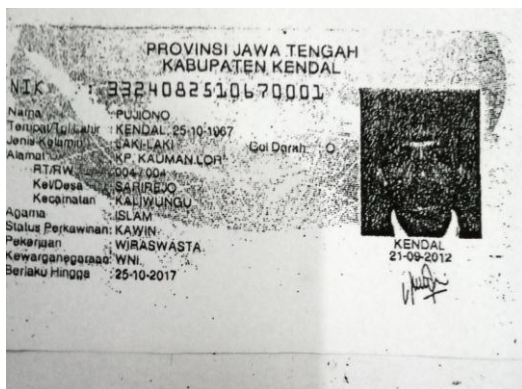 PROVINSI JAWA TENGAH
KABUPATEN KENDAL
NIK : 3324082510670001
Nama : PUJIONO
Tempat/Tgl Lahir : KENDAL, 25-10-1967
Jenis Kelamin : LAKI-LAKI Gol Darah : O
Alamat : KP. KAUMAN LOR
RT/RW : 004/004
Kel/Desa : SARIREJO
Kecamatan : KALIWUNGU
Agama : ISLAM
Status Perkawinan: KAWIN
Pekerjaan : WIRASWASTA
Kewarganegaraan: WNI
Berlaku Hingga : 25-10-2017
KENDAL
21-09-2012